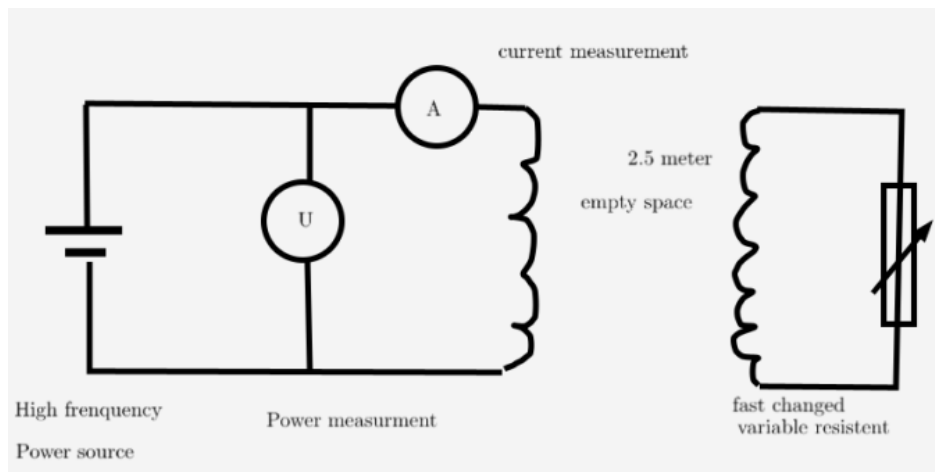 current measurement
A
2.5 meter
empty space
U
High frenquency
Power source
Power measurment
fast changed
variable resistent